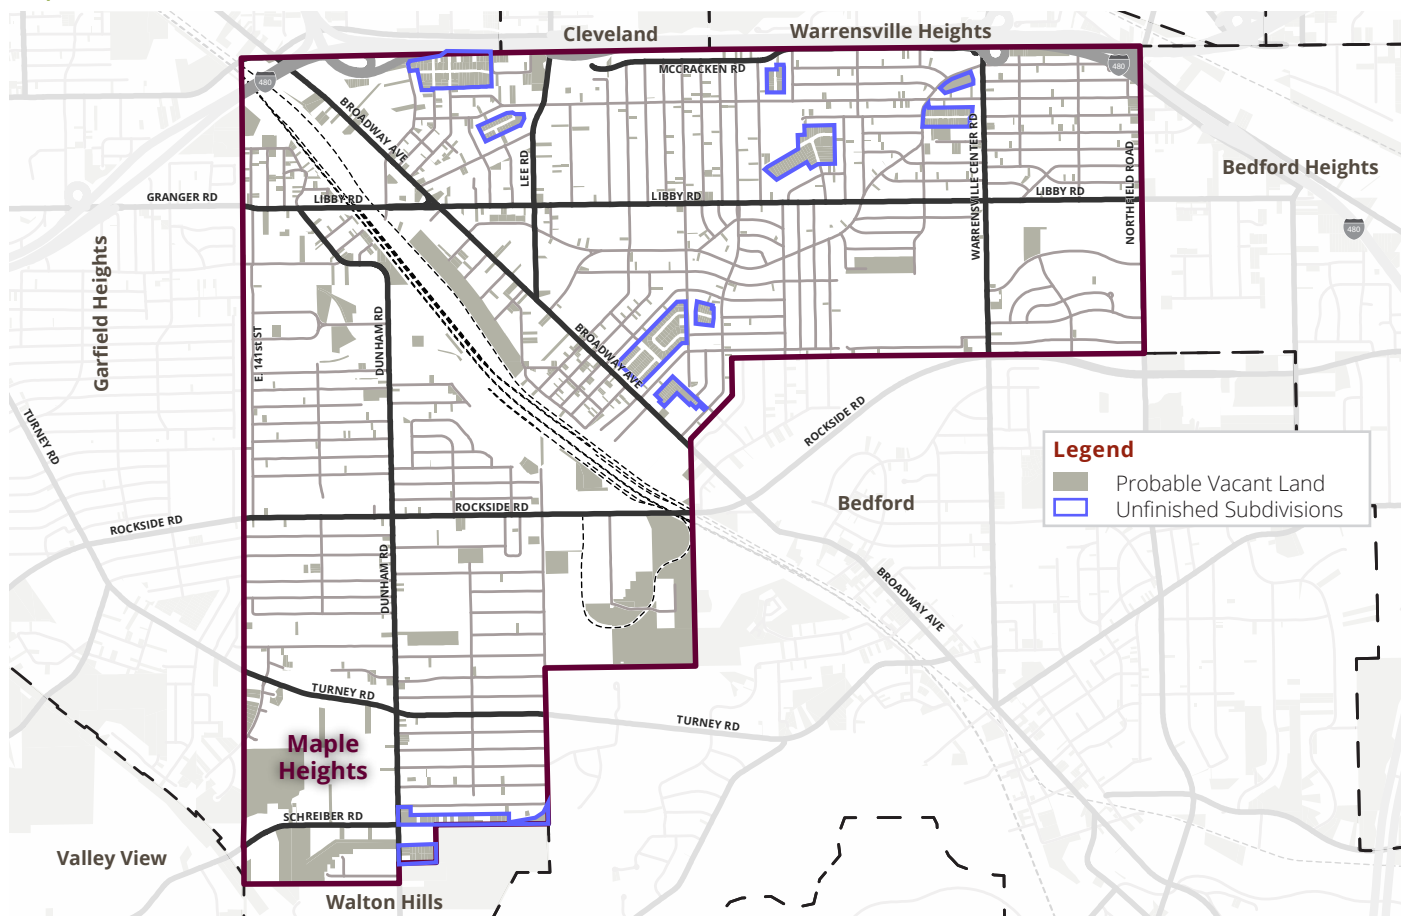 Cleveland
Warrensville Heights
480
MCCRACKEN RD
480
BROADWAY AVE
LEE RD
WARRENSVILLE CENTER RD
NORTHFIELD ROAD
Bedford Heights
GRANGER RD
LIBBY RD
LIBBY RD
LIBBY RD
480
Garfield Heights
E. 141st ST
DUNHAM RD
BROADWAY AVE
TURNEY RD
ROCKSIDE RD
Legend
Probable Vacant Land
Unfinished Subdivisions
Bedford
ROCKSIDE RD
ROCKSIDE RD
DUNHAM RD
BROADWAY AVE
TURNEY RD
TURNEY RD
Maple
Heights
SCHREIBER RD
Valley View
Walton Hills